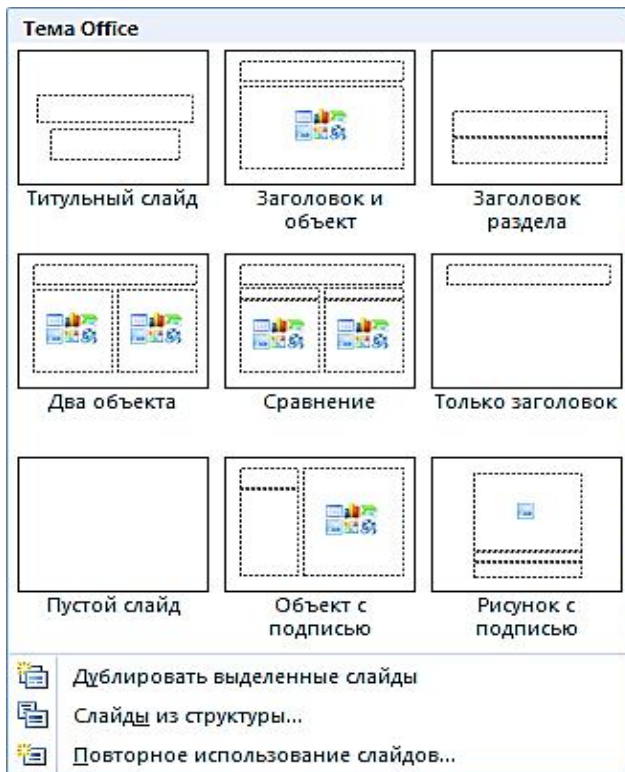 Тема Office
Титульный слайд
Заголовок и
объект
Заголовок
раздела
Два объекта
Сравнение
Только заголовок
Пустой слайд
Объект с
подписью
Рисунок с
подписью
Дублировать выделенные слайды
Слайды из структуры...
Повторное использование слайдов...